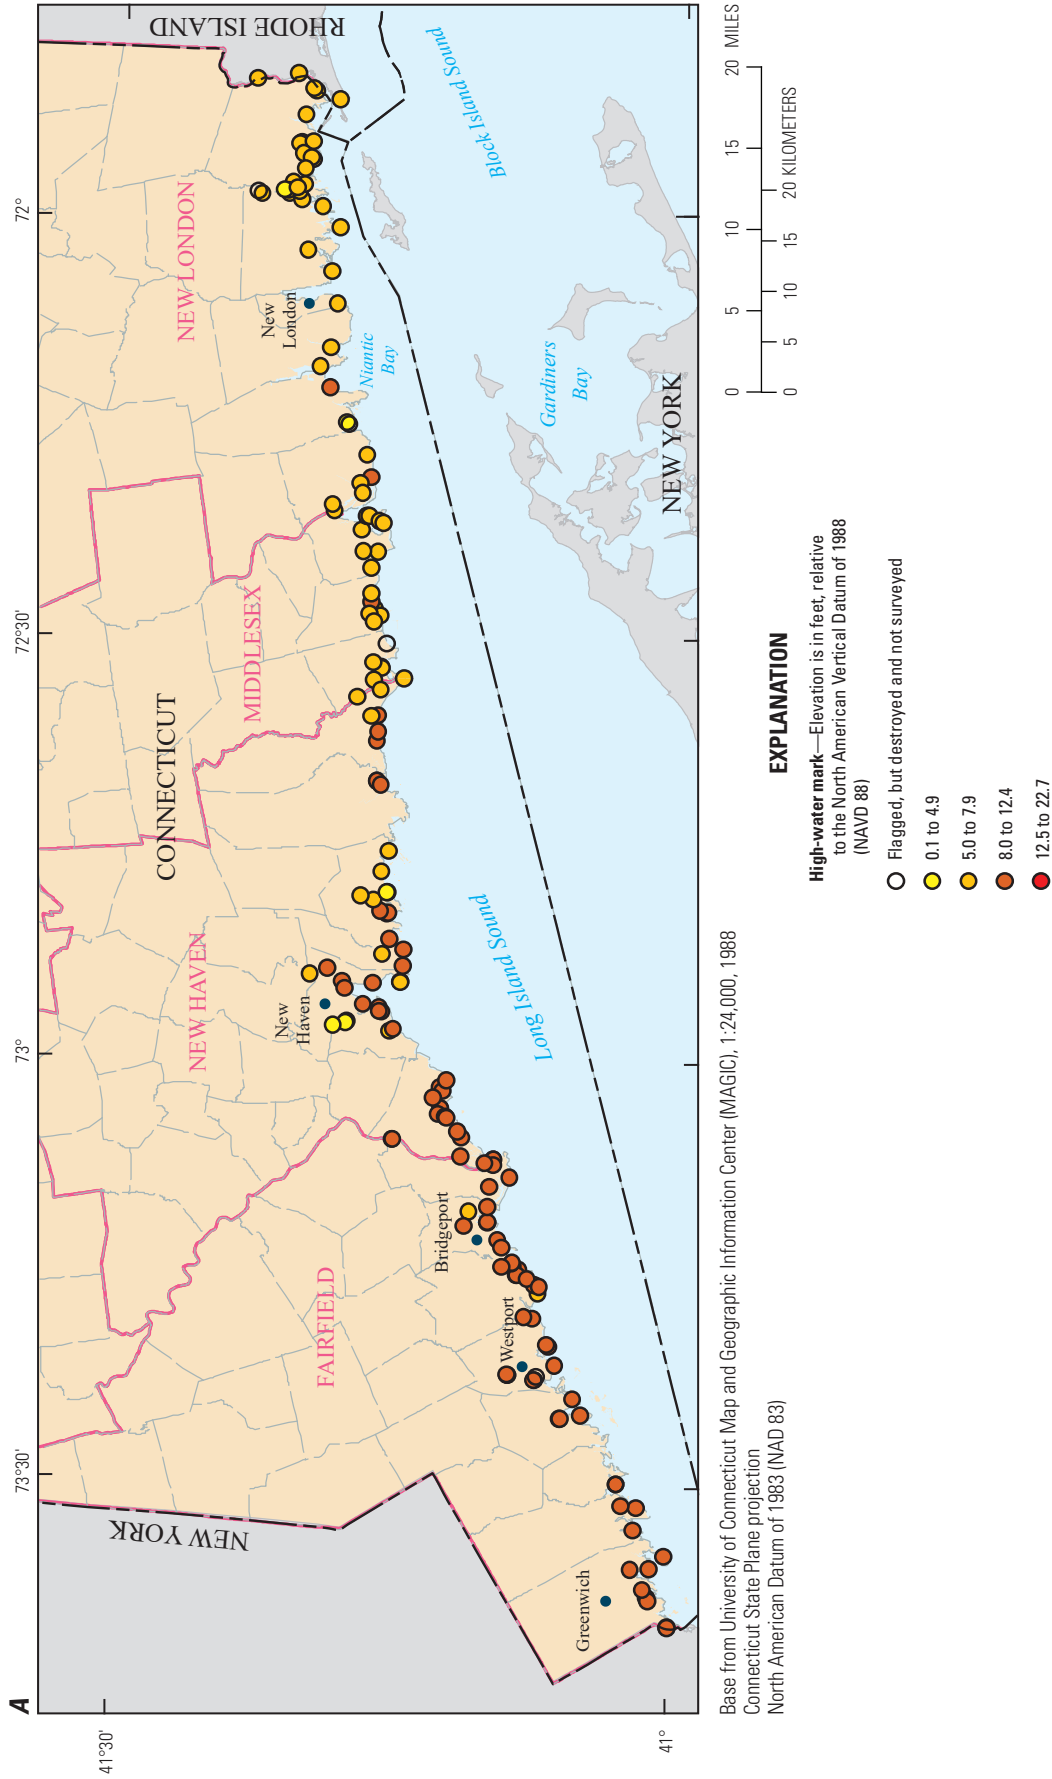 A
73°30'
73°
72°30'
72°
41°30'
41°
NEW YORK
CONNECTICUT
RHODE ISLAND
FAIRFIELD
NEW HAVEN
MIDDLESEX
NEW LONDON
Greenwich
Westport
Bridgeport
New
Haven
New
London
Niantic
Bay
Long Island Sound
Gardiners
Bay
Block Island Sound
NEW YORK
Base from University of Connecticut Map and Geographic Information Center (MAGIC), 1:24,000, 1988
Connecticut State Plane projection
North American Datum of 1983 (NAD 83)
0 5 10 15 20 MILES
0 5 10 15 20 KILOMETERS
EXPLANATION
High-water mark—Elevation is in feet, relative
to the North American Vertical Datum of 1988
(NAVD 88)
Flagged, but destroyed and not surveyed
0.1 to 4.9
5.0 to 7.9
8.0 to 12.4
12.5 to 22.7